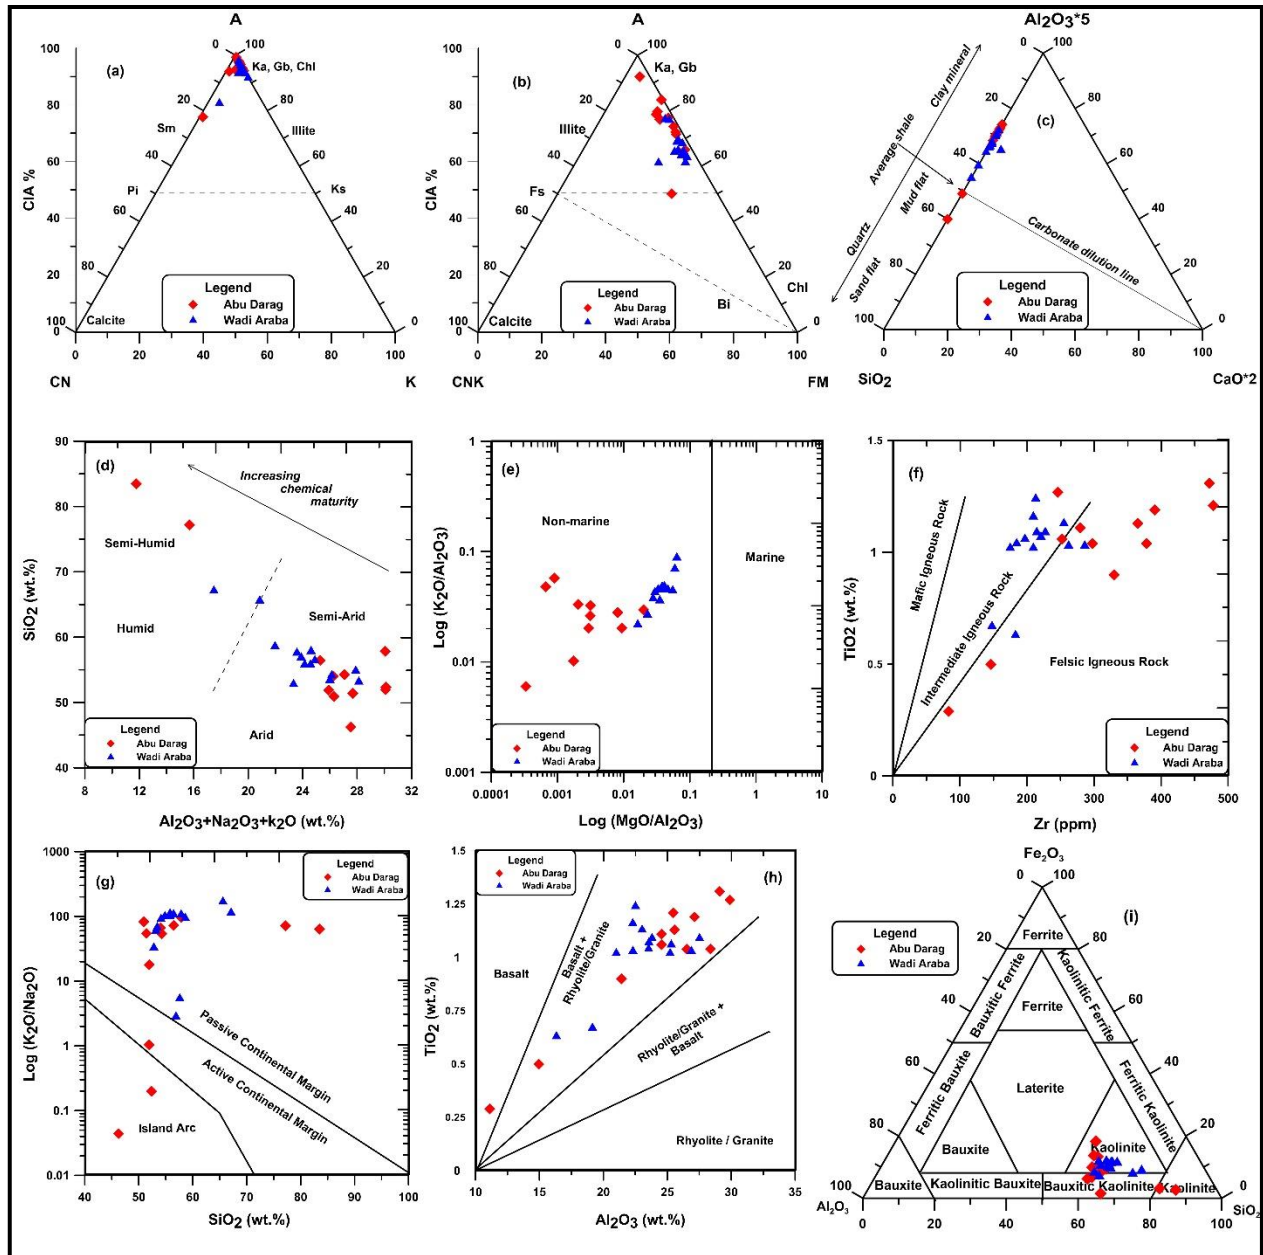 A
0
100
(a)
Ka, Gb, Chl
CIA %
100
90
80
70
60
50
40
30
20
10
0
20
80
Sm
Illite
40
60
Pi
Ks
60
40
80
20
Legend
Abu Darag
Wadi Araba
100
Calcite
0
0
20
40
60
80
100
CN
K
A
0
100
(b)
Ka, Gb
CIA %
100
90
80
70
60
50
40
30
20
10
0
20
80
Illite
40
60
Fs
60
40
80
20
Chl
Bi
Legend
Abu Darag
Wadi Araba
100
Calcite
0
0
20
40
60
80
100
CNK
FM
Al₂O₃*5
0
100
(c)
Clay mineral
Average shale
Mud flat
Quartz
Sand flat
Carbonate dilution line
20
80
40
60
60
40
80
20
Legend
Abu Darag
Wadi Araba
100
0
0
20
40
60
80
100
SiO₂
CaO*2
(d)
Increasing
chemical
maturity
SiO₂ (wt.%)
90
80
70
60
50
40
Semi-Humid
Humid
Semi-Arid
Arid
Legend
Abu Darag
Wadi Araba
8
12
16
20
24
28
32
Al₂O₃+Na₂O₃+k₂O (wt.%)
(e)
Non-marine
Marine
Log (K₂O/Al₂O₃)
1
0.1
0.01
0.001
Legend
Abu Darag
Wadi Araba
0.0001
0.001
0.01
0.1
1
10
Log (MgO/Al₂O₃)
(f)
TiO2 (wt.%)
1.5
1
0.5
0
Mafic Igneous Rock
Intermediate Igneous Rock
Felsic Igneous Rock
Legend
Abu Darag
Wadi Araba
0
100
200
300
400
500
Zr (ppm)
(g)
Log (K₂O/Na₂O)
1000
100
10
1
0.1
0.01
Legend
Abu Darag
Wadi Araba
Passive Continental Margin
Active Continental Margin
Island Arc
40
50
60
70
80
90
100
SiO₂ (wt.%)
Legend
Abu Darag
Wadi Araba
(h)
TiO₂ (wt.%)
1.5
1.25
1
0.75
0.5
0.25
0
Basalt
Basalt +
Rhyolite/Granite
Rhyolite/Granite +
Basalt
Rhyolite / Granite
10
15
20
25
30
35
Al₂O₃ (wt.%)
Fe₂O₃
0
100
(i)
Legend
Abu Darag
Wadi Araba
20
Ferrite
80
Bauxitic Ferrite
Kaolinitic Ferrite
40
Ferrite
60
60
40
Ferritic Bauxite
Laterite
Ferritic Kaolinite
80
20
Bauxite
Kaolinite
100
Bauxite
Kaolinitic Bauxite
Bauxitic Kaolinite
Kaolinite
0
Al₂O₃
SiO₂
0
20
40
60
80
100